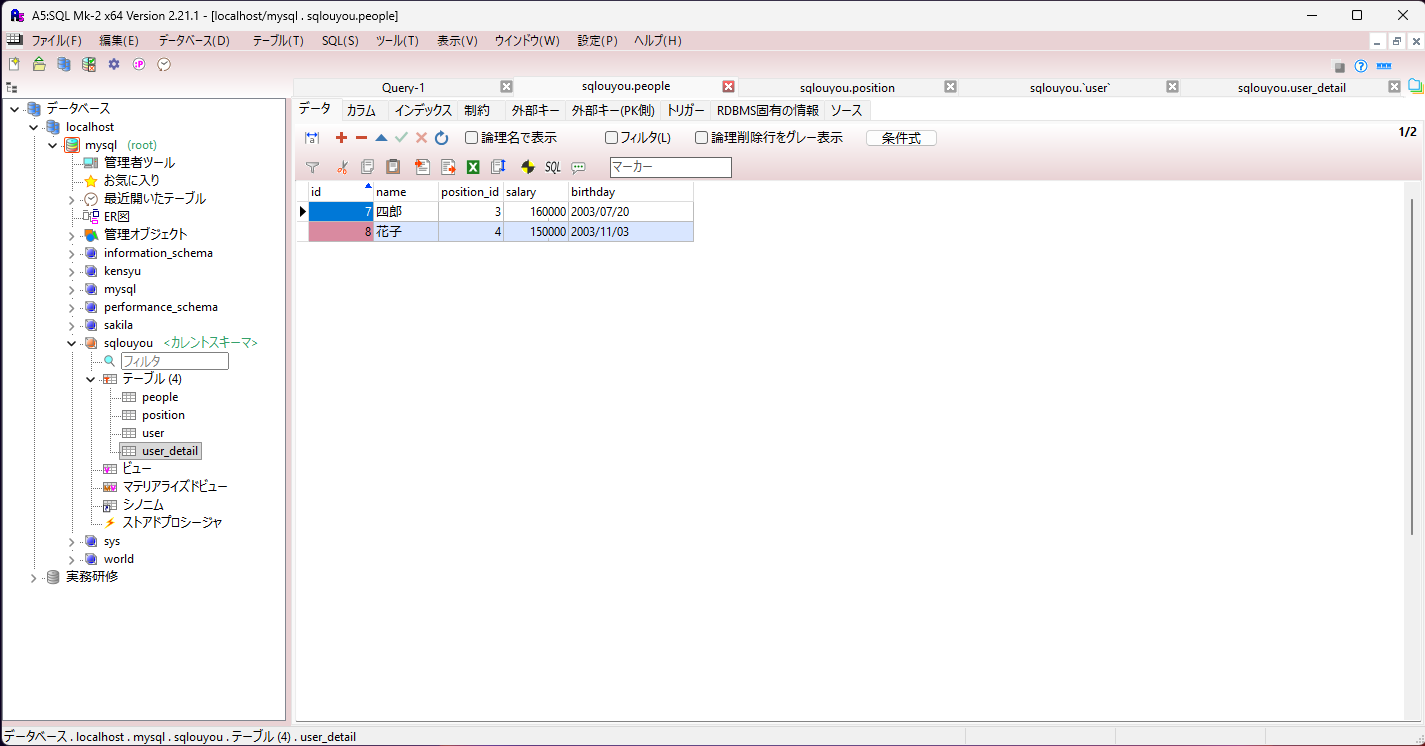 A5:SQL Mk-2 x64 Version 2.21.1 - [localhost/mysql . sqlouyou.people]
ファイル(F) 編集(E) データベース(D) テーブル(T) SQL(S) ツール(T) 表示(V) ウインドウ(W) 設定(P) ヘルプ(H)
Query-1 sqlouyou.people sqlouyou.position sqlouyou.`user` sqlouyou.user_detail
データ カラム インデックス 制約 外部キー 外部キー(PK側) トリガー RDBMS固有の情報 ソース
論理名で表示 フィルタ(L) 論理削除行をグレー表示 条件式 1/2
SQL マーカー
id name position_id salary birthday
7 四郎 3 160000 2003/07/20
8 花子 4 150000 2003/11/03
データベース
localhost
mysql (root)
管理者ツール
お気に入り
最近開いたテーブル
ER図
管理オブジェクト
information_schema
kensyu
mysql
performance_schema
sakila
sqlouyou <カレントスキーマ>
フィルタ
テーブル (4)
people
position
user
user_detail
ビュー
マテリアライズドビュー
シノニム
ストアドプロシージャ
sys
world
実務研修
データベース . localhost . mysql . sqlouyou . テーブル (4) . user_detail